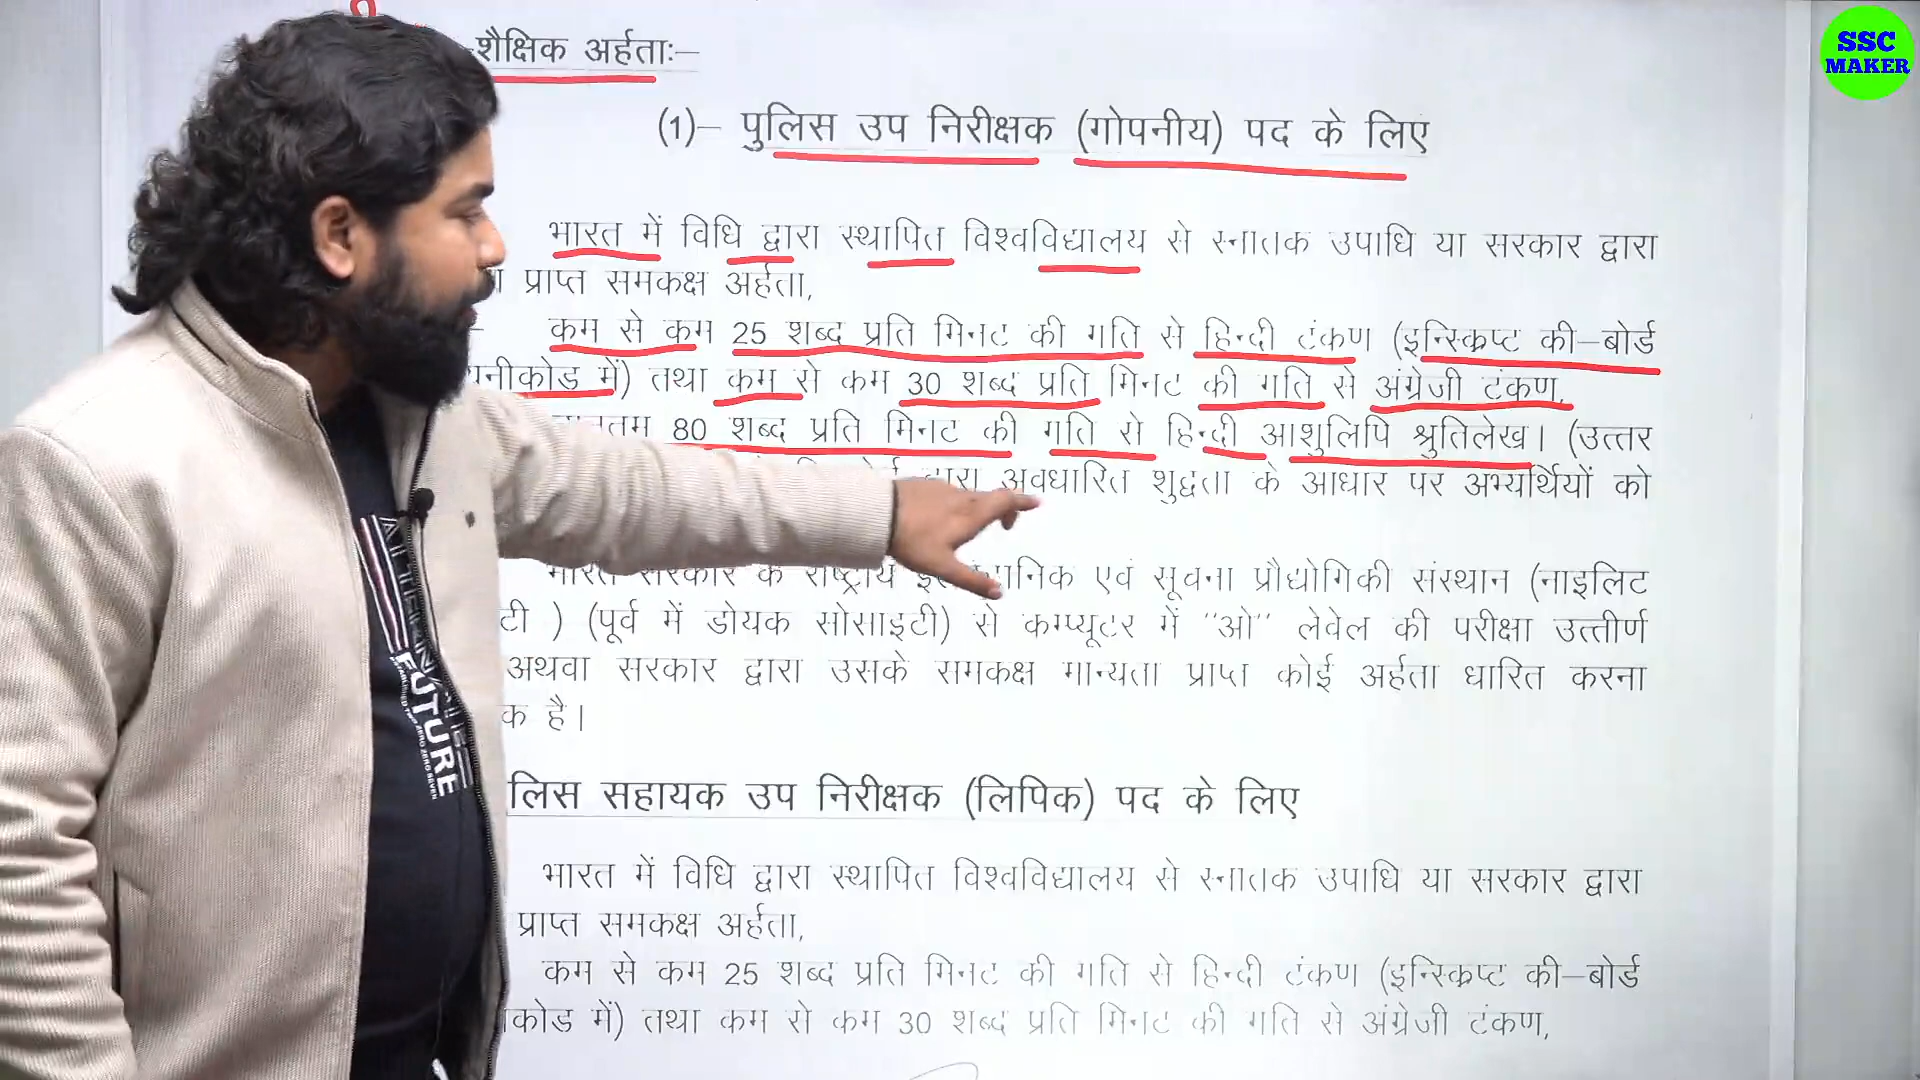 शैक्षिक अर्हताः–
SSC
MAKER
(1)– पुलिस उप निरीक्षक (गोपनीय) पद के लिए
भारत में विधि द्वारा स्थापित विश्वविद्यालय से स्नातक उपाधि या सरकार द्वारा
प्राप्त समकक्ष अर्हता,
कम से कम 25 शब्द प्रति मिनट की गति से हिन्दी टंकण (इन्स्क्रिप्ट की–बोर्ड
में) तथा कम से कम 30 शब्द प्रति मिनट की गति से अंग्रेजी टंकण,
80 शब्द प्रति मिनट की गति से हिन्दी आशुलिपि श्रुतिलेख। (उत्तर
अवधारित शुद्धता के आधार पर अभ्यर्थियों को
भारत सरकार के राष्ट्रीय एवं सूचना प्रौद्योगिकी संस्थान (नाइलिट
टी ) (पूर्व में डोयक सोसाइटी) से कम्प्यूटर में "ओ" लेवेल की परीक्षा उत्तीर्ण
अथवा सरकार द्वारा उसके समकक्ष मान्यता प्राप्त कोई अर्हता धारित करना
क है।
लिस सहायक उप निरीक्षक (लिपिक) पद के लिए
भारत में विधि द्वारा स्थापित विश्वविद्यालय से स्नातक उपाधि या सरकार द्वारा
प्राप्त समकक्ष अर्हता,
कम से कम 25 शब्द प्रति मिनट की गति से हिन्दी टंकण (इन्स्क्रिप्ट की–बोर्ड
कोड में) तथा कम से कम 30 शब्द प्रति मिनट की गति से अंग्रेजी टंकण,
FUTURE